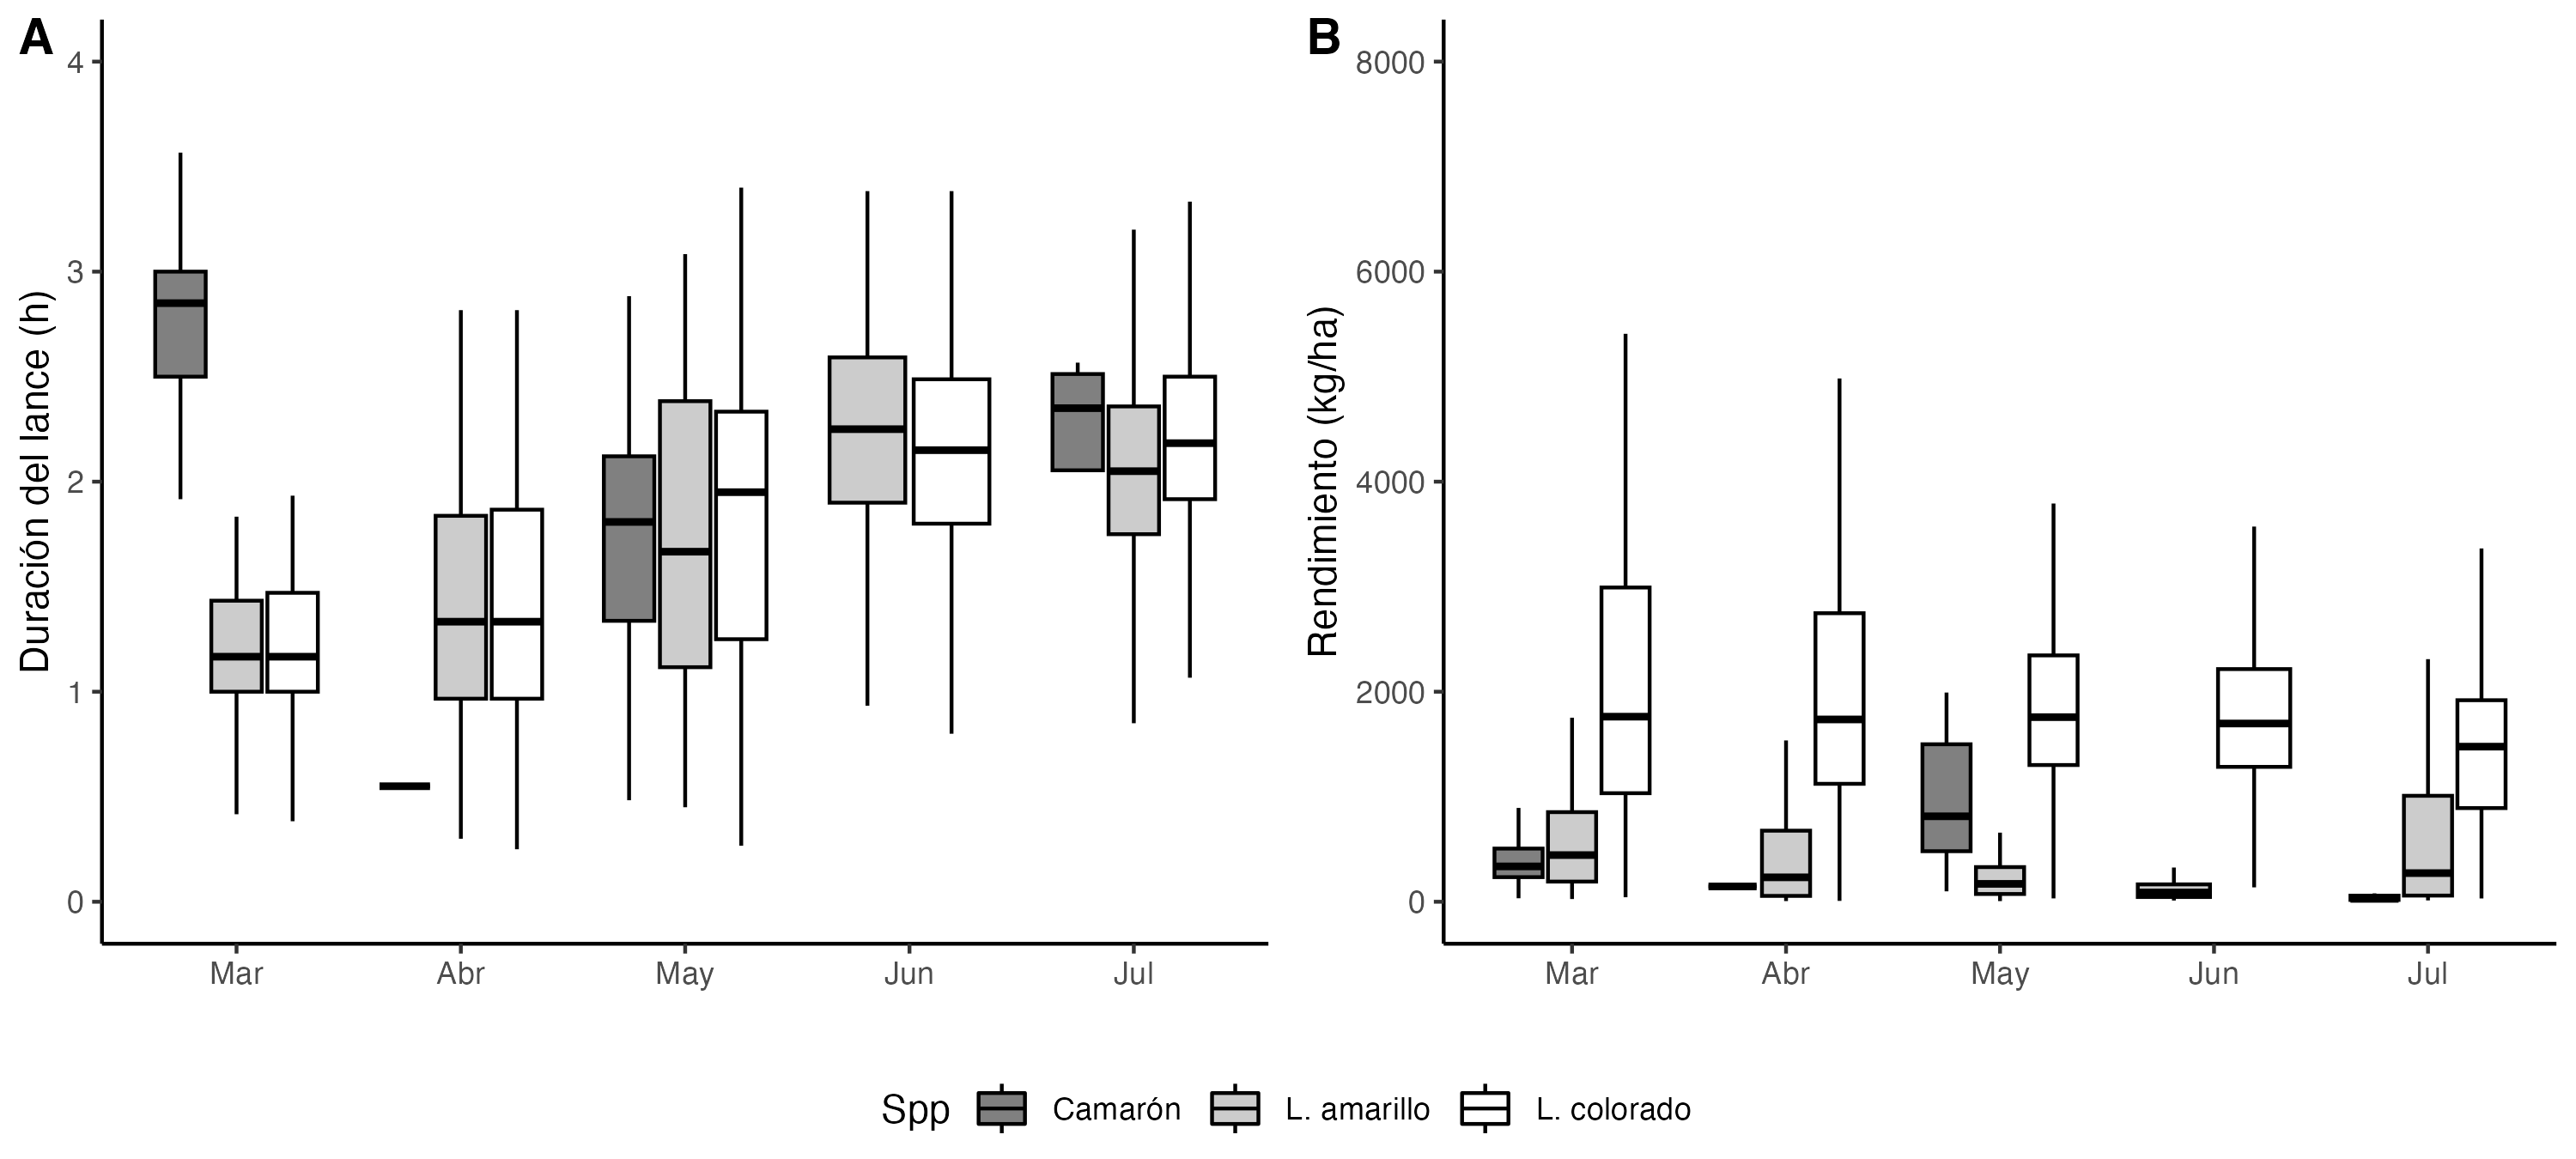 A
Duración del lance (h)
4
3
2
1
0
Mar Abr May Jun Jul
B
Rendimiento (kg/ha)
8000
6000
4000
2000
0
Mar Abr May Jun Jul
Spp Camarón L. amarillo L. colorado